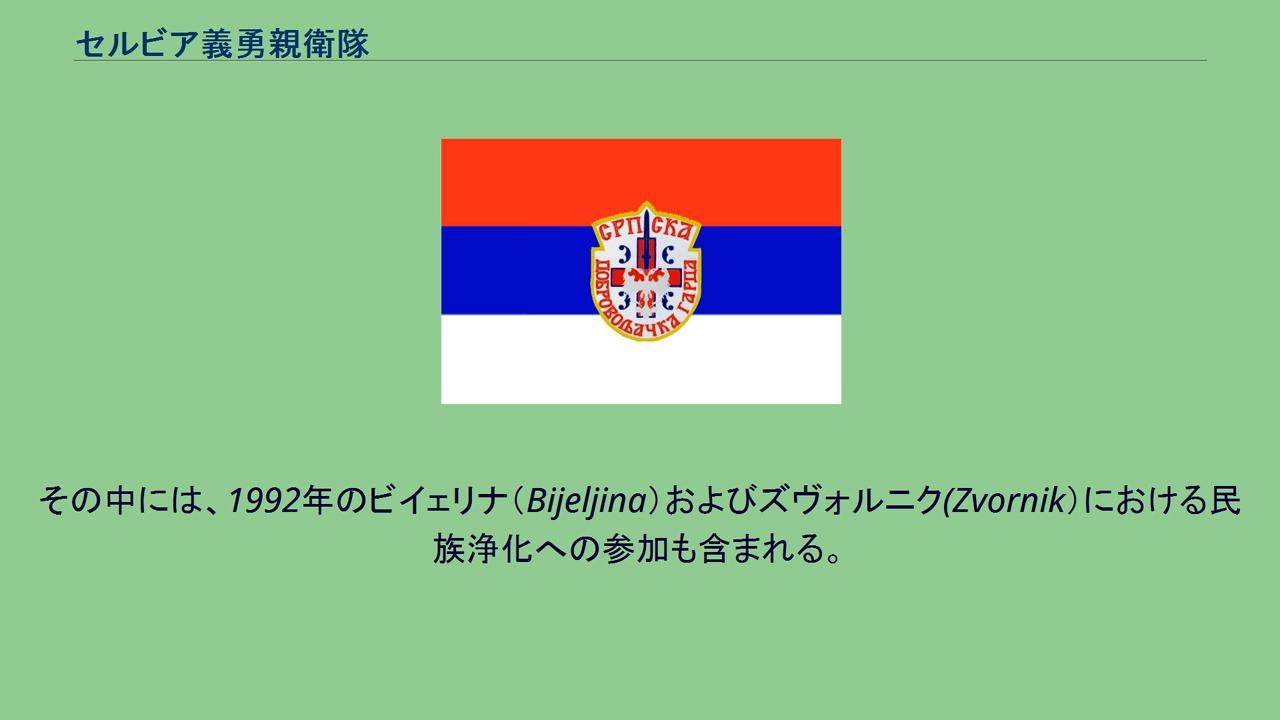 セルビア義勇親衛隊
СРПСКА
ДОБРОВОЉАЧКА ГАРДА
その中には、1992年のビイェリナ（Bijeljina）およびズヴォルニク(Zvornik）における民
族浄化への参加も含まれる。